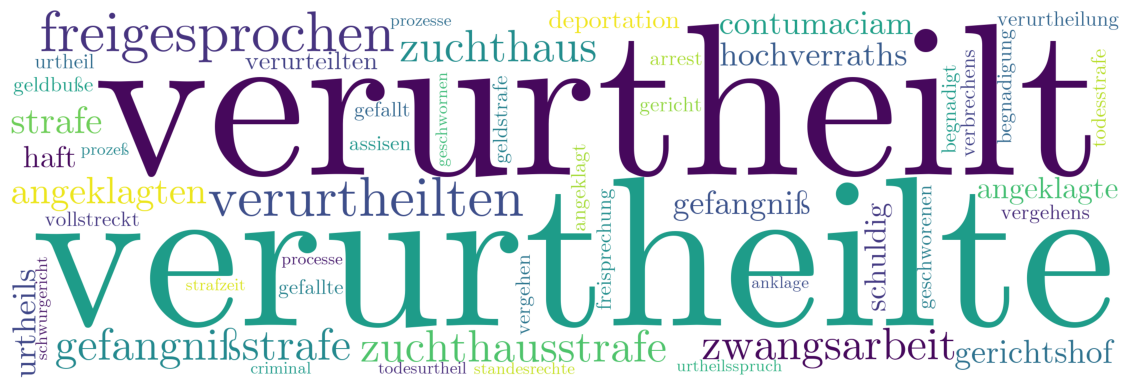 freigesprochen
prozesse
deportation
contumaciam
verurtheilung
urtheil
verurteilten
zuchthaus
arrest
hochverraths
geldbuße
verurtheilt
gefallt
geschwornen
geldstrafe
gericht
begnadigt
verbrechens
begnadigung
todesstrafe
strafe
haft
prozeß
assisen
angeklagten
verurtheilten
angeklagt
gefangniß
angeklagte
vollstreckt
vergehens
verurtheilte
freisprechung
schuldig
geschworenen
urtheils
schwurgericht
processe
strafzeit
gefallte
vergehen
anklage
gefangnißstrafe
zuchthausstrafe
zwangsarbeit
gerichtshof
criminal
todesurtheil
standesrechte
urtheilsspruch